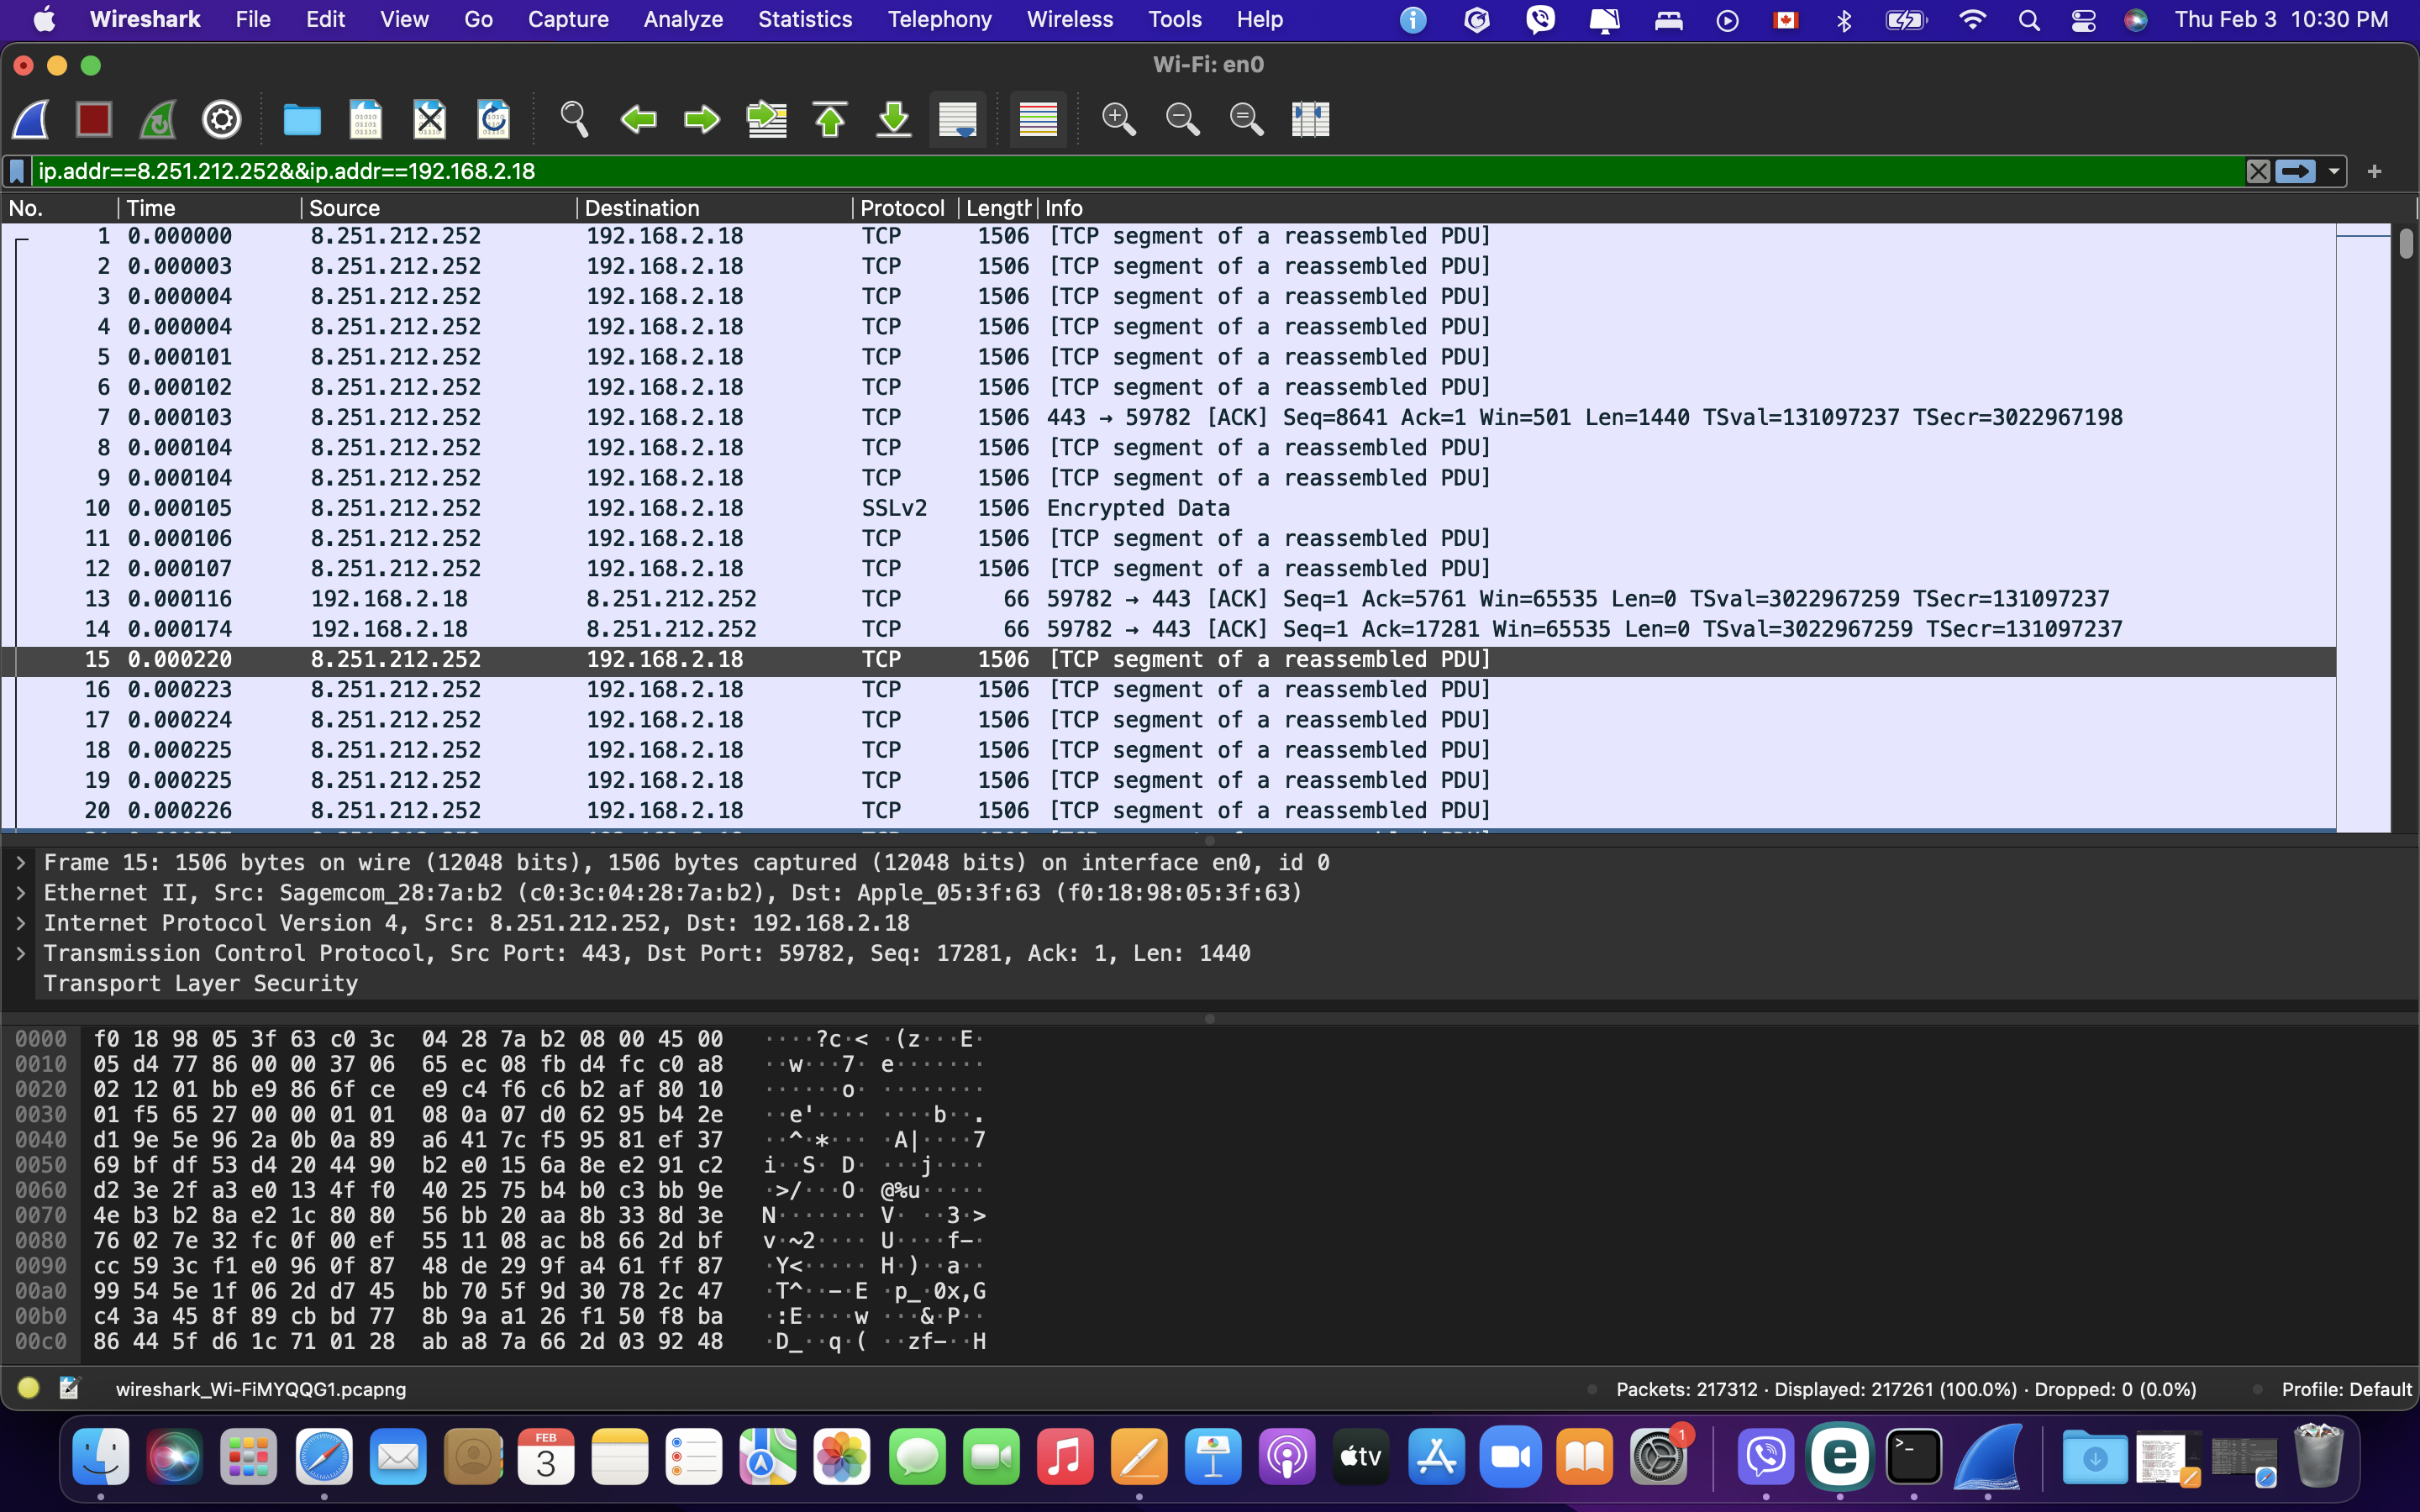 Wireshark File Edit View Go Capture Analyze Statistics Telephony Wireless Tools Help Thu Feb 3 10:30 PM
Wi-Fi: en0
ip.addr==8.251.212.252&&ip.addr==192.168.2.18
No. Time Source Destination Protocol Length Info
1 0.000000 8.251.212.252 192.168.2.18 TCP 1506 [TCP segment of a reassembled PDU]
2 0.000003 8.251.212.252 192.168.2.18 TCP 1506 [TCP segment of a reassembled PDU]
3 0.000004 8.251.212.252 192.168.2.18 TCP 1506 [TCP segment of a reassembled PDU]
4 0.000004 8.251.212.252 192.168.2.18 TCP 1506 [TCP segment of a reassembled PDU]
5 0.000101 8.251.212.252 192.168.2.18 TCP 1506 [TCP segment of a reassembled PDU]
6 0.000102 8.251.212.252 192.168.2.18 TCP 1506 [TCP segment of a reassembled PDU]
7 0.000103 8.251.212.252 192.168.2.18 TCP 1506 443 → 59782 [ACK] Seq=8641 Ack=1 Win=501 Len=1440 TSval=131097237 TSecr=3022967198
8 0.000104 8.251.212.252 192.168.2.18 TCP 1506 [TCP segment of a reassembled PDU]
9 0.000104 8.251.212.252 192.168.2.18 TCP 1506 [TCP segment of a reassembled PDU]
10 0.000105 8.251.212.252 192.168.2.18 SSLv2 1506 Encrypted Data
11 0.000106 8.251.212.252 192.168.2.18 TCP 1506 [TCP segment of a reassembled PDU]
12 0.000107 8.251.212.252 192.168.2.18 TCP 1506 [TCP segment of a reassembled PDU]
13 0.000116 192.168.2.18 8.251.212.252 TCP 66 59782 → 443 [ACK] Seq=1 Ack=5761 Win=65535 Len=0 TSval=3022967259 TSecr=131097237
14 0.000174 192.168.2.18 8.251.212.252 TCP 66 59782 → 443 [ACK] Seq=1 Ack=17281 Win=65535 Len=0 TSval=3022967259 TSecr=131097237
15 0.000220 8.251.212.252 192.168.2.18 TCP 1506 [TCP segment of a reassembled PDU]
16 0.000223 8.251.212.252 192.168.2.18 TCP 1506 [TCP segment of a reassembled PDU]
17 0.000224 8.251.212.252 192.168.2.18 TCP 1506 [TCP segment of a reassembled PDU]
18 0.000225 8.251.212.252 192.168.2.18 TCP 1506 [TCP segment of a reassembled PDU]
19 0.000225 8.251.212.252 192.168.2.18 TCP 1506 [TCP segment of a reassembled PDU]
20 0.000226 8.251.212.252 192.168.2.18 TCP 1506 [TCP segment of a reassembled PDU]
Frame 15: 1506 bytes on wire (12048 bits), 1506 bytes captured (12048 bits) on interface en0, id 0
Ethernet II, Src: Sagemcom_28:7a:b2 (c0:3c:04:28:7a:b2), Dst: Apple_05:3f:63 (f0:18:98:05:3f:63)
Internet Protocol Version 4, Src: 8.251.212.252, Dst: 192.168.2.18
Transmission Control Protocol, Src Port: 443, Dst Port: 59782, Seq: 17281, Ack: 1, Len: 1440
Transport Layer Security
0000 f0 18 98 05 3f 63 c0 3c 04 28 7a b2 08 00 45 00 ····?c·< ·(z···E·
0010 05 d4 77 86 00 00 37 06 65 ec 08 fb d4 fc c0 a8 ··w···7· e·······
0020 02 12 01 bb e9 86 6f ce e9 c4 f6 c6 b2 af 80 10 ······o· ········
0030 01 f5 65 27 00 00 01 01 08 0a 07 d0 62 95 b4 2e ··e'···· ····b··.
0040 d1 9e 5e 96 2a 0b 0a 89 a6 41 7c f5 95 81 ef 37 ··^·*··· ·A|····7
0050 69 bf df 53 d4 20 44 90 b2 e0 15 6a 8e e2 91 c2 i··S· D· ···j····
0060 d2 3e 2f a3 e0 13 4f f0 40 25 75 b4 b0 c3 bb 9e ·>/···O· @%u·····
0070 4e b3 b2 8a e2 1c 80 80 56 bb 20 aa 8b 33 8d 3e N······· V· ··3·>
0080 76 02 7e 32 fc 0f 00 ef 55 11 08 ac b8 66 2d bf v·~2···· U····f-·
0090 cc 59 3c f1 e0 96 0f 87 48 de 29 9f a4 61 ff 87 ·Y<····· H·)··a··
00a0 99 54 5e 1f 06 2d d7 45 bb 70 5f 9d 30 78 2c 47 ·T^··-·E ·p_·0x,G
00b0 c4 3a 45 8f 89 cb bd 77 8b 9a a1 26 f1 50 f8 ba ·:E····w ···&·P··
00c0 86 44 5f d6 1c 71 01 28 ab a8 7a 66 2d 03 92 48 ·D_··q·( ··zf-··H
wireshark_Wi-FiMYQQG1.pcapng Packets: 217312 · Displayed: 217261 (100.0%) · Dropped: 0 (0.0%) Profile: Default
FEB
3
tv
1
e
>_